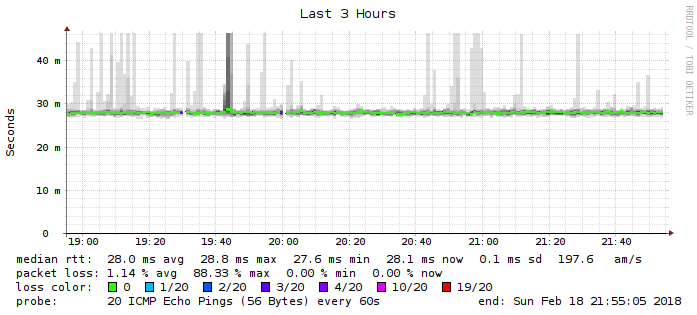 Last 3 Hours
RRDTOOL / TOBI OETIKER
Seconds
40 m
30 m
20 m
10 m
0
19:00 19:20 19:40 20:00 20:20 20:40 21:00 21:20 21:40
median rtt: 28.0 ms avg 28.8 ms max 27.6 ms min 28.1 ms now 0.1 ms sd 197.6 am/s
packet loss: 1.14 % avg 88.33 % max 0.00 % min 0.00 % now
loss color: 0 1/20 2/20 3/20 4/20 10/20 19/20
probe: 20 ICMP Echo Pings (56 Bytes) every 60s end: Sun Feb 18 21:55:05 2018